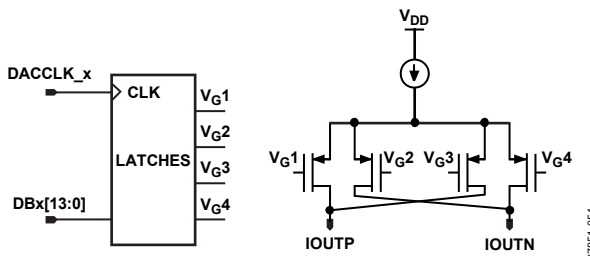 VDD
DACCLK_x
CLK
VG1
VG2
VG3
VG4
LATCHES
DBx[13:0]
VG1
VG2
VG3
VG4
IOUTP
IOUTN